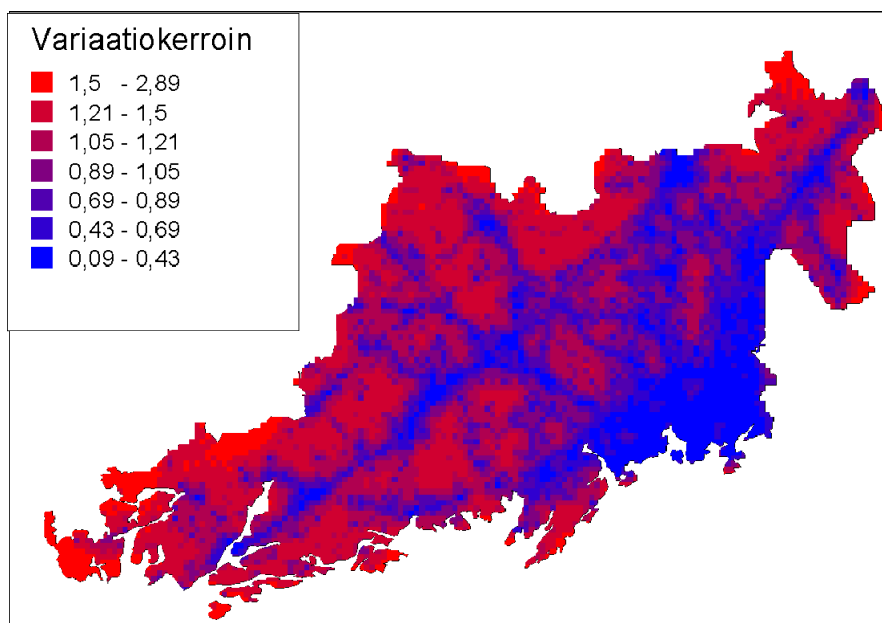 Variaatiokerroin
1,5 - 2,89
1,21 - 1,5
1,05 - 1,21
0,89 - 1,05
0,69 - 0,89
0,43 - 0,69
0,09 - 0,43